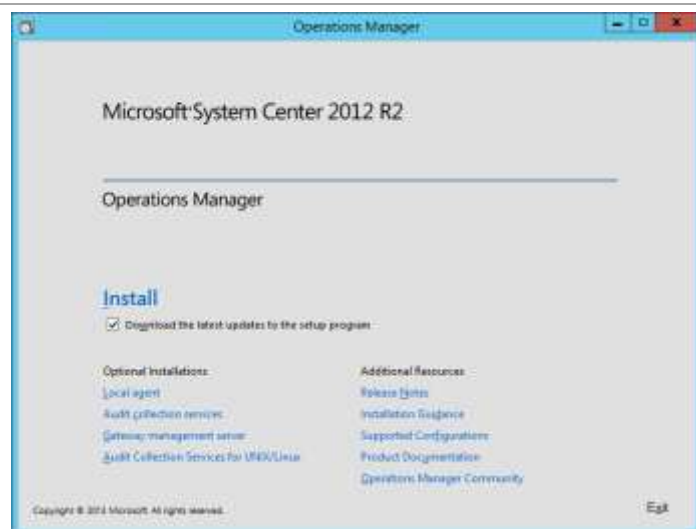 Operations Manager
Microsoft System Center 2012 R2
Operations Manager
Install
Download the latest updates to the setup program
Optional Installations
Local agent
Audit collection services
Gateway management server
Audit Collection Services for UNIX/Linux
Additional Resources
Release Notes
Installation Guidance
Supported Configurations
Product Documentation
Operations Manager Community
Copyright © 2013 Microsoft. All rights reserved.
Exit